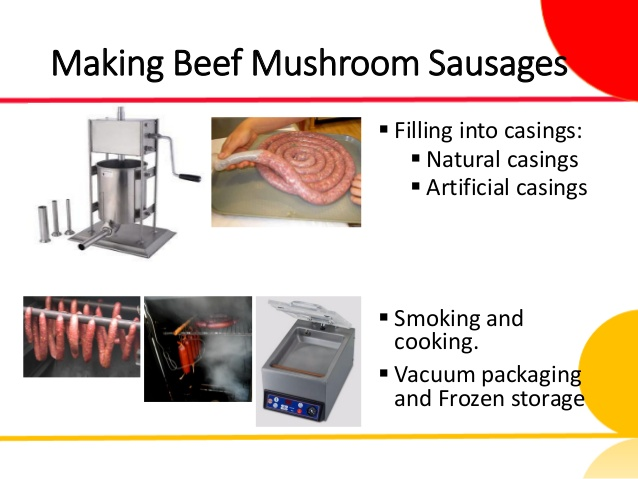 Making Beef Mushroom Sausages
▪ Filling into casings:
▪ Natural casings
▪ Artificial casings
▪ Smoking and
cooking.
▪ Vacuum packaging
and Frozen storage